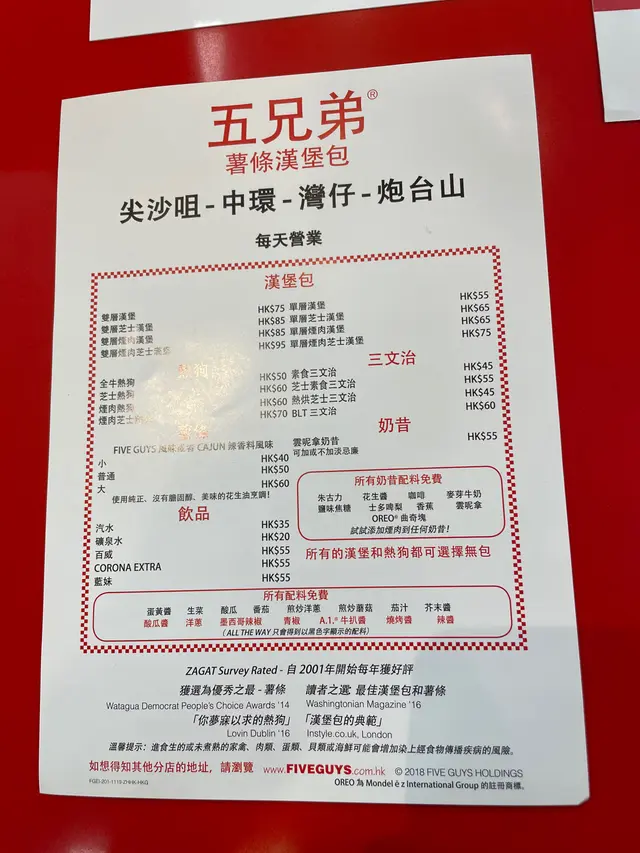 五兄弟®
薯條漢堡包
尖沙咀-中環-灣仔-炮台山
每天營業
漢堡包
雙層漢堡 HK$75
雙層芝士漢堡 HK$85
雙層煙肉漢堡 HK$85
雙層煙肉芝士漢堡 HK$95
單層漢堡 HK$55
單層芝士漢堡 HK$65
單層煙肉漢堡 HK$65
單層煙肉芝士漢堡 HK$75
熱狗
全牛熱狗 HK$50
芝士熱狗 HK$60
煙肉熱狗 HK$60
煙肉芝士 HK$70
三文治
素食三文治 HK$45
芝士素食三文治 HK$55
熱烘芝士三文治 HK$45
BLT 三文治 HK$60
FIVE GUYS 風味或者 CAJUN 辣香料風味
小 HK$40
普通 HK$50
大 HK$60
使用純正、沒有膽固醇、美味的花生油烹調!
奶昔
雲呢拿奶昔 HK$55
可加或不加淡忌廉
所有奶昔配料免費
朱古力 花生醬 咖啡 麥芽牛奶
鹽味焦糖 士多啤梨 香蕉 雲呢拿
OREO® 曲奇塊
試試添加煙肉到任何奶昔!
飲品
汽水 HK$35
礦泉水 HK$20
百威 HK$55
CORONA EXTRA HK$55
藍妹 HK$55
所有的漢堡和熱狗都可選擇無包
所有配料免費
蛋黃醬 生菜 酸瓜 番茄 煎炒洋蔥 煎炒蘑菇 茄汁 芥末醬
酸瓜醬 洋蔥 墨西哥辣椒 青椒 A.1.® 牛扒醬 燒烤醬 辣醬
(ALL THE WAY 只會得到以黑色字顯示的配料)
ZAGAT Survey Rated - 自 2001年開始每年獲好評
獲選為優秀之最 - 薯條
Watagua Democrat People's Choice Awards '14
讀者之選 最佳漢堡包和薯條
Washingtonian Magazine '16
「你夢寐以求的熱狗」
Lovin Dublin '16
「漢堡包的典範」
Instyle.co.uk, London
溫馨提示：進食生的或未煮熟的家禽、肉類、蛋類、貝類或海鮮可能會增加染上經食物傳播疾病的風險。
如想得知其他分店的地址，請瀏覽 www.FIVEGUYS.com.hk © 2018 FIVE GUYS HOLDINGS
FGEI-201-1119-ZHHK-HKG
OREO 為 Mondelēz International Group 的註冊商標。